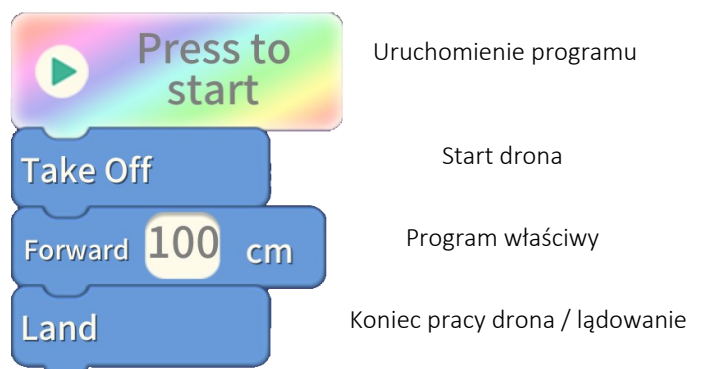 Press to
start
Uruchomienie programu
Take Off
Start drona
Forward 100 cm
Program właściwy
Land
Koniec pracy drona / lądowanie